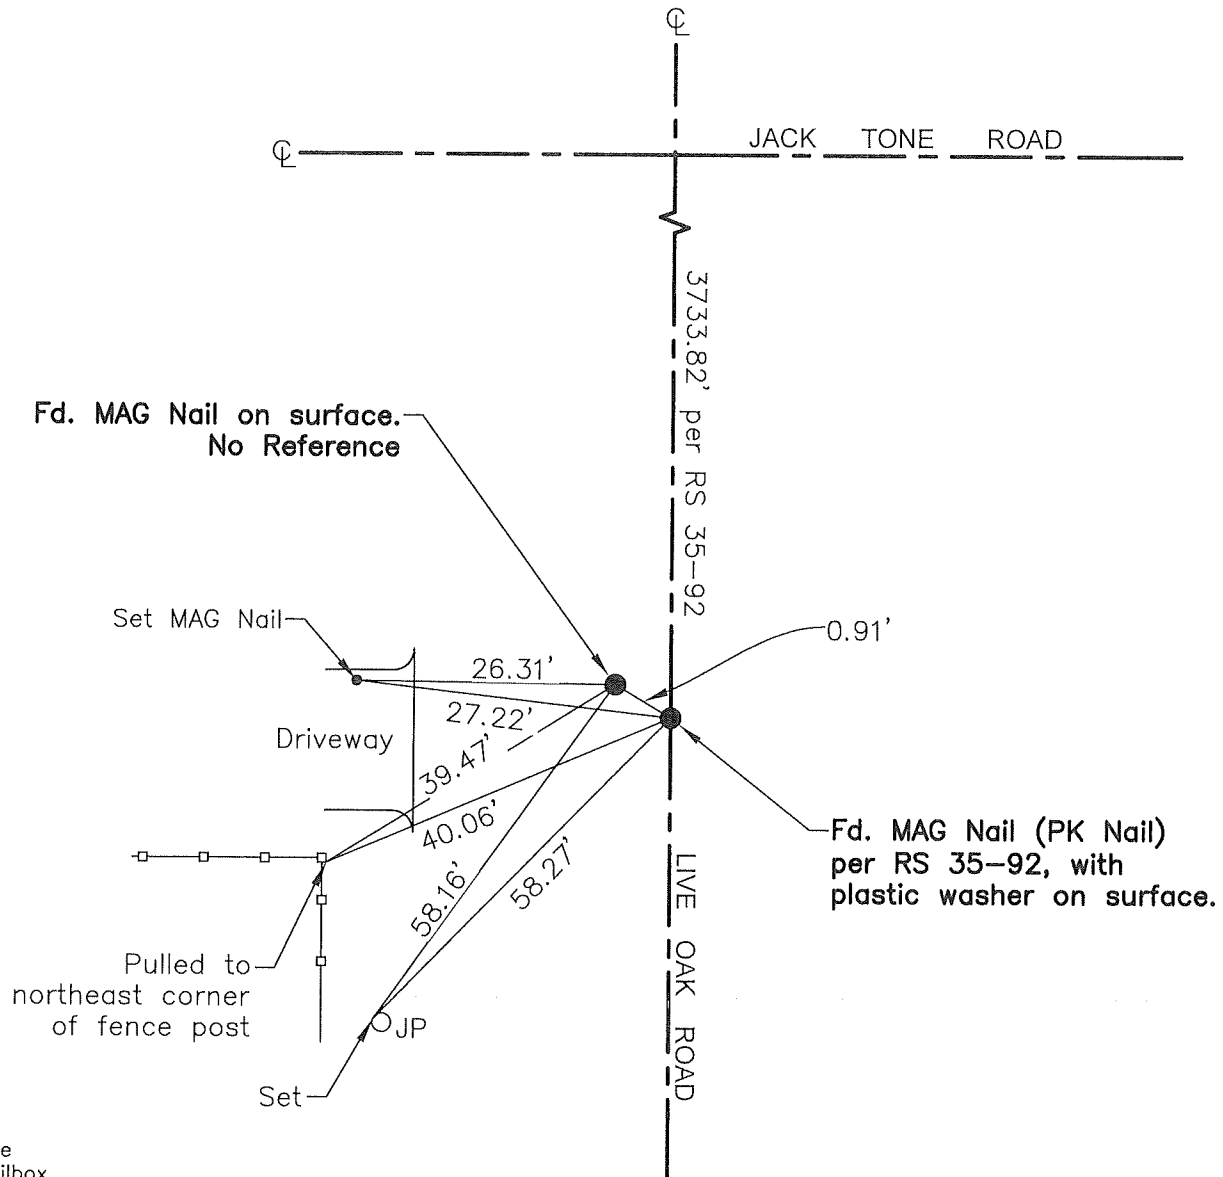 ℄
℄
JACK TONE ROAD
3733.82' per RS 35-92
Fd. MAG Nail on surface.
No Reference
Set MAG Nail
0.91'
26.31'
27.22'
Driveway
39.47'
40.06'
58.16'
58.27'
Fd. MAG Nail (PK Nail)
per RS 35-92, with
plastic washer on surface.
LIVE OAK ROAD
Pulled to
northeast corner
of fence post
JP
Set